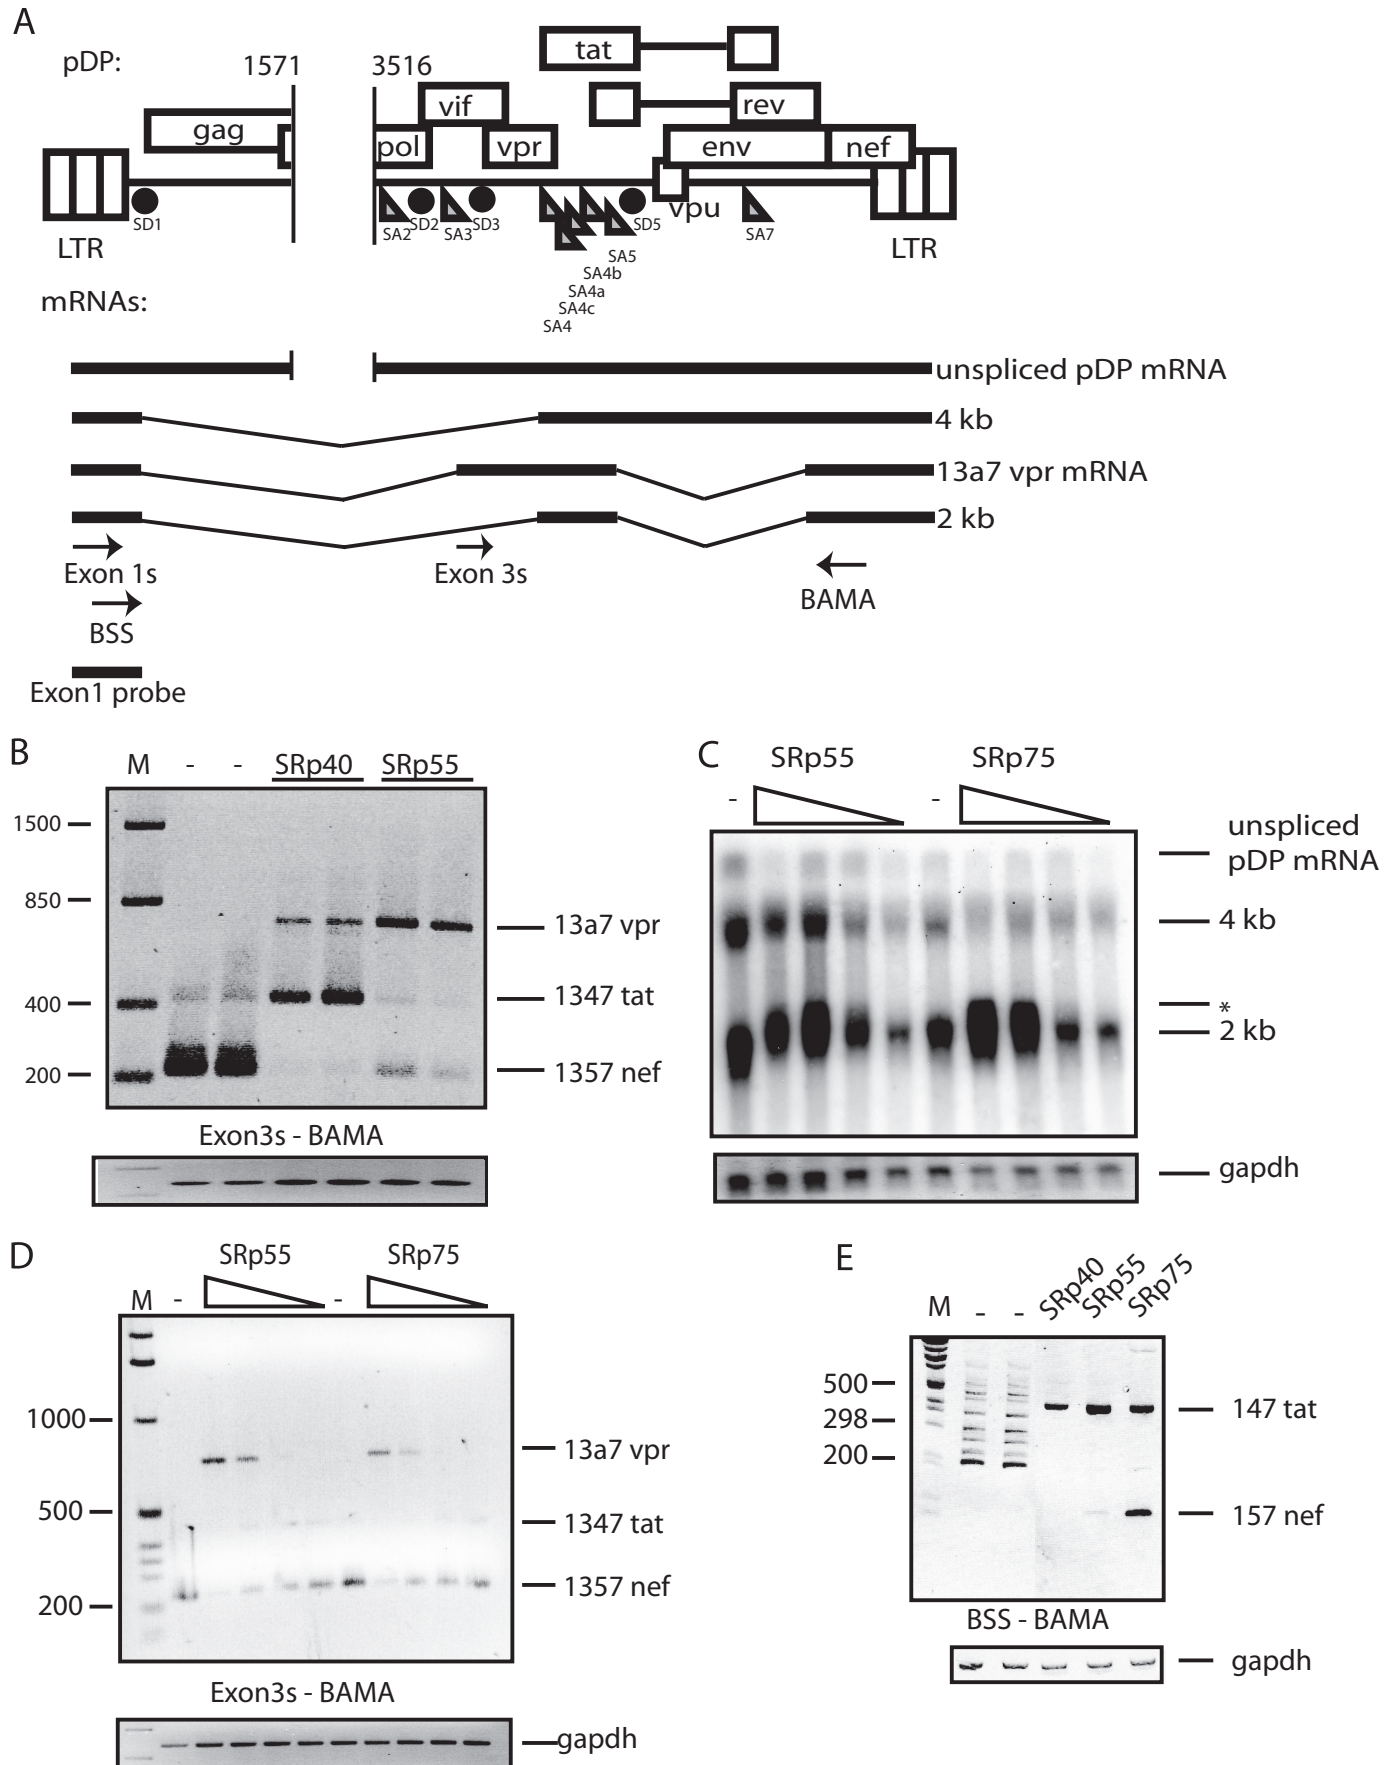 A
pDP:
1571
3516
tat
vif
rev
gag
pol
vpr
env
nef
SD1
SA2
SD2
SA3
SD3
SD5
vpu
SA7
LTR
LTR
SA5
SA4b
SA4a
SA4c
SA4
mRNAs:
unspliced pDP mRNA
4 kb
13a7 vpr mRNA
2 kb
Exon 1s
Exon 3s
BAMA
BSS
Exon1 probe
B
M - - SRp40 SRp55
1500
850
400
200
13a7 vpr
1347 tat
1357 nef
Exon3s - BAMA
C
SRp55 SRp75
- -
unspliced
pDP mRNA
4 kb
*
2 kb
gapdh
D
SRp55 SRp75
M - -
1000
500
200
13a7 vpr
1347 tat
1357 nef
Exon3s - BAMA
gapdh
E
M - - SRp40 SRp55 SRp75
500
298
200
147 tat
157 nef
BSS - BAMA
gapdh